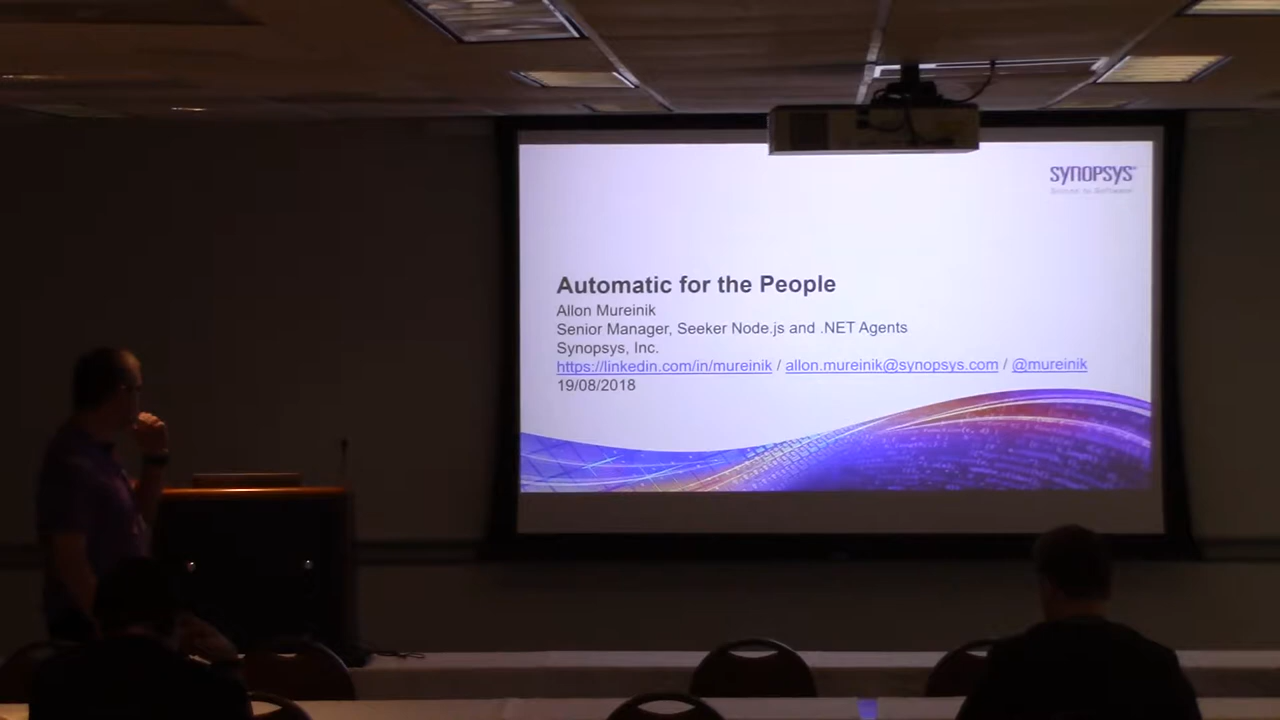 SYNOPSYS
Automatic for the People
Allon Mureinik
Senior Manager, Seeker Node.js and .NET Agents
Synopsys, Inc.
https://linkedin.com/in/mureinik / allon.mureinik@synopsys.com / @mureinik
19/08/2018